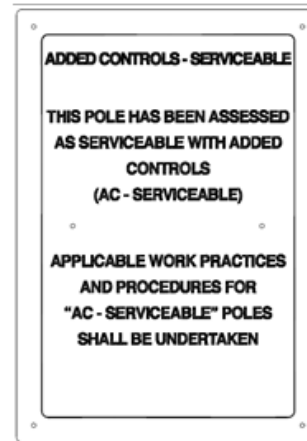 ADDED CONTROLS - SERVICEABLE
THIS POLE HAS BEEN ASSESSED
AS SERVICEABLE WITH ADDED
CONTROLS
(AC - SERVICEABLE)
APPLICABLE WORK PRACTICES
AND PROCEDURES FOR
“AC - SERVICEABLE” POLES
SHALL BE UNDERTAKEN